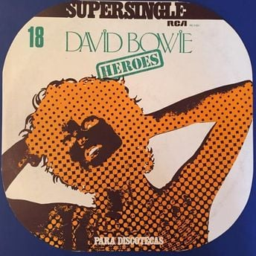 SUPERSINGLE
RCA
18
DAVID BOWIE
HEROES
PARA DISCOTECAS